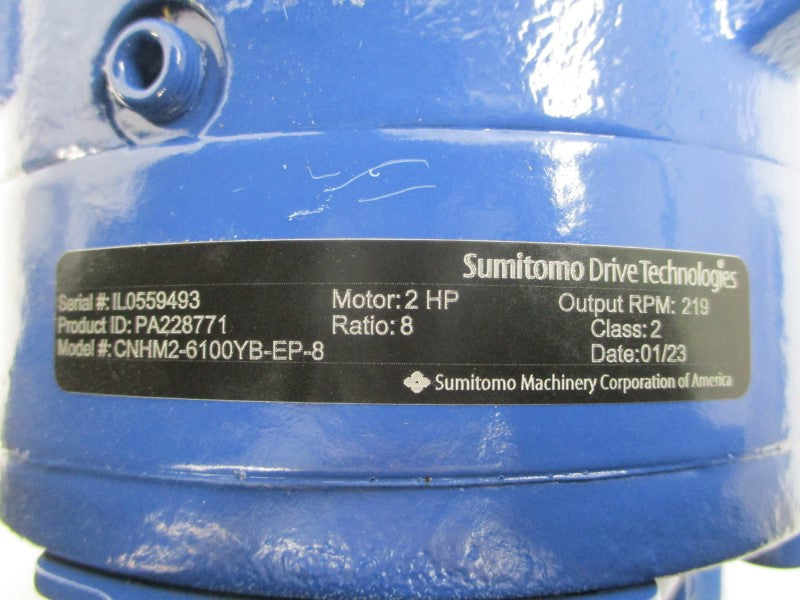 Sumitomo Drive Technologies
Serial #: IL0559493 Motor: 2 HP Output RPM: 219
Product ID: PA228771 Ratio: 8 Class: 2
Model #: CNHM2-6100YB-EP-8 Date:01/23
Sumitomo Machinery Corporation of America